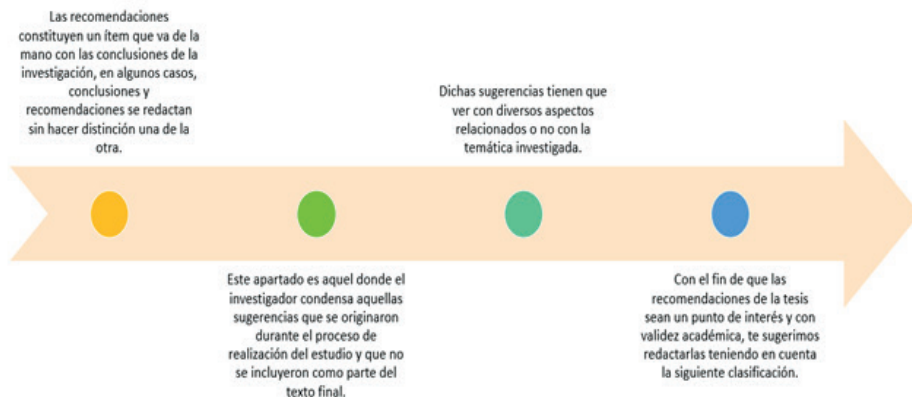 Las recomendaciones
constituyen un ítem que va de la
mano con las conclusiones de la
investigación, en algunos casos,
conclusiones y
recomendaciones se redactan
sin hacer distinción una de la
otra.
Este apartado es aquel donde el
investigador condensa aquellas
sugerencias que se originaron
durante el proceso de
realización del estudio y que no
se incluyeron como parte del
texto final.
Dichas sugerencias tienen que
ver con diversos aspectos
relacionados o no con la
temática investigada.
Con el fin de que las
recomendaciones de la tesis
sean un punto de interés y con
validez académica, te sugerimos
redactarlas teniendo en cuenta
la siguiente clasificación.